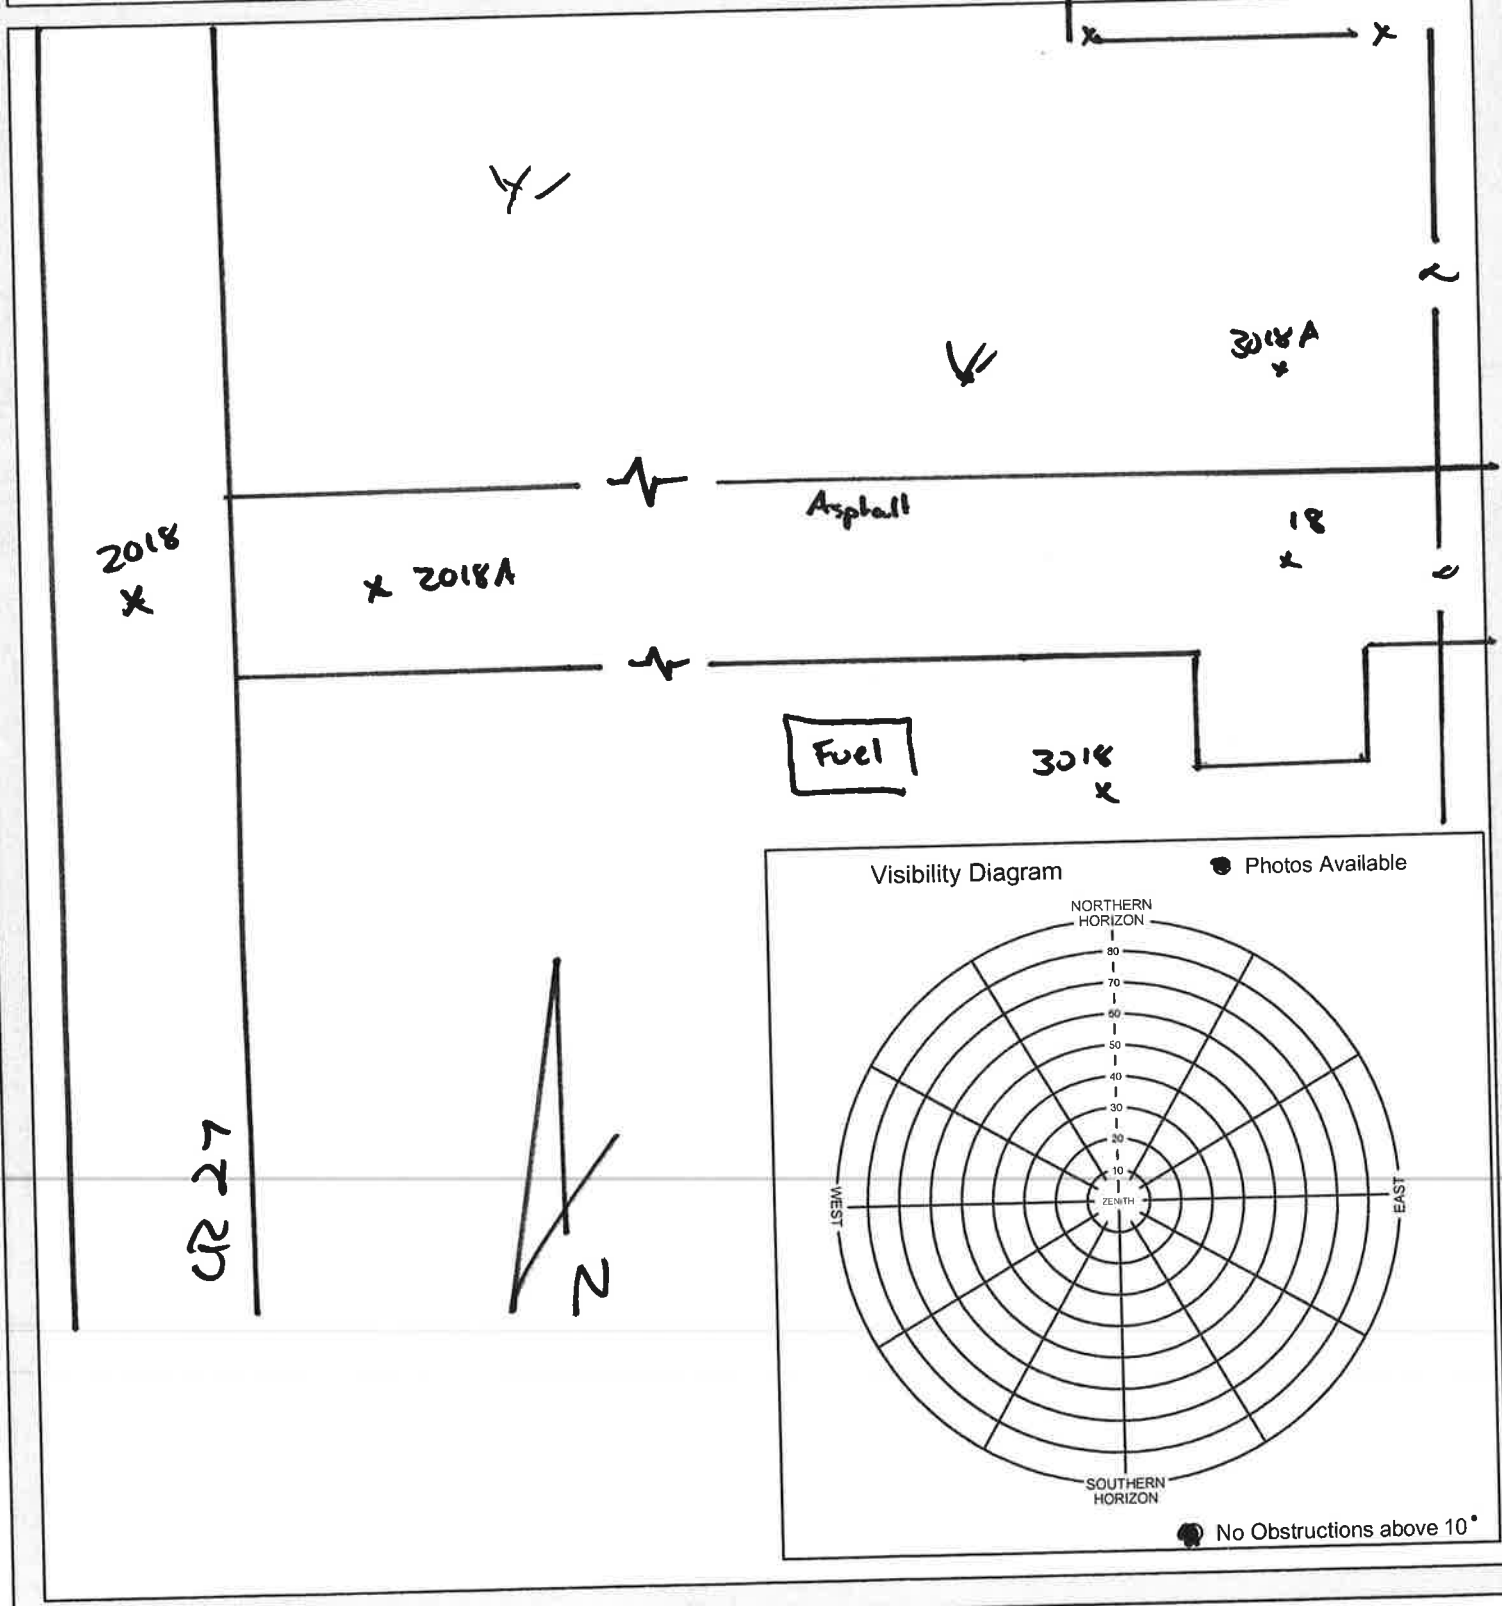 3018A
Asphalt
18
2018
2018A
Fuel
3018
Visibility Diagram
Photos Available
NORTHERN
HORIZON
80
70
60
50
40
30
20
10
ZENITH
WEST
EAST
CR 27
N
SOUTHERN
HORIZON
No Obstructions above 10°